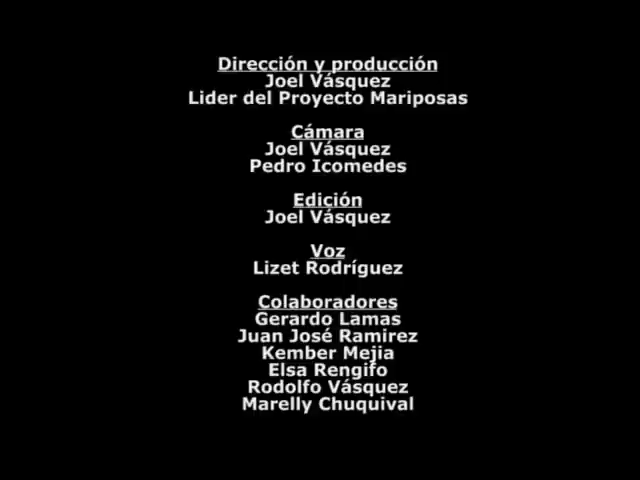 Dirección y producción
Joel Vásquez
Lider del Proyecto Mariposas
Cámara
Joel Vásquez
Pedro Icomedes
Edición
Joel Vásquez
Voz
Lizet Rodríguez
Colaboradores
Gerardo Lamas
Juan José Ramirez
Kember Mejia
Elsa Rengifo
Rodolfo Vásquez
Marelly Chuquival